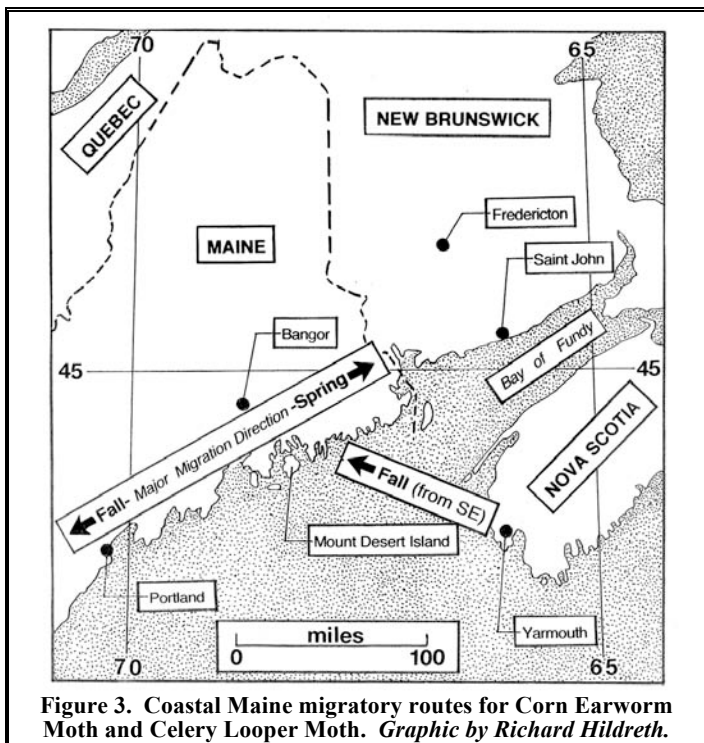 70
65
QUEBEC
NEW BRUNSWICK
Fredericton
MAINE
Saint John
Bangor
Bay of Fundy
45
45
Fall- Major Migration Direction -Spring
NOVA SCOTIA
Fall (from SE)
Mount Desert Island
Portland
Yarmouth
miles
0 100
70
65
Figure 3. Coastal Maine migratory routes for Corn Earworm
Moth and Celery Looper Moth. Graphic by Richard Hildreth.